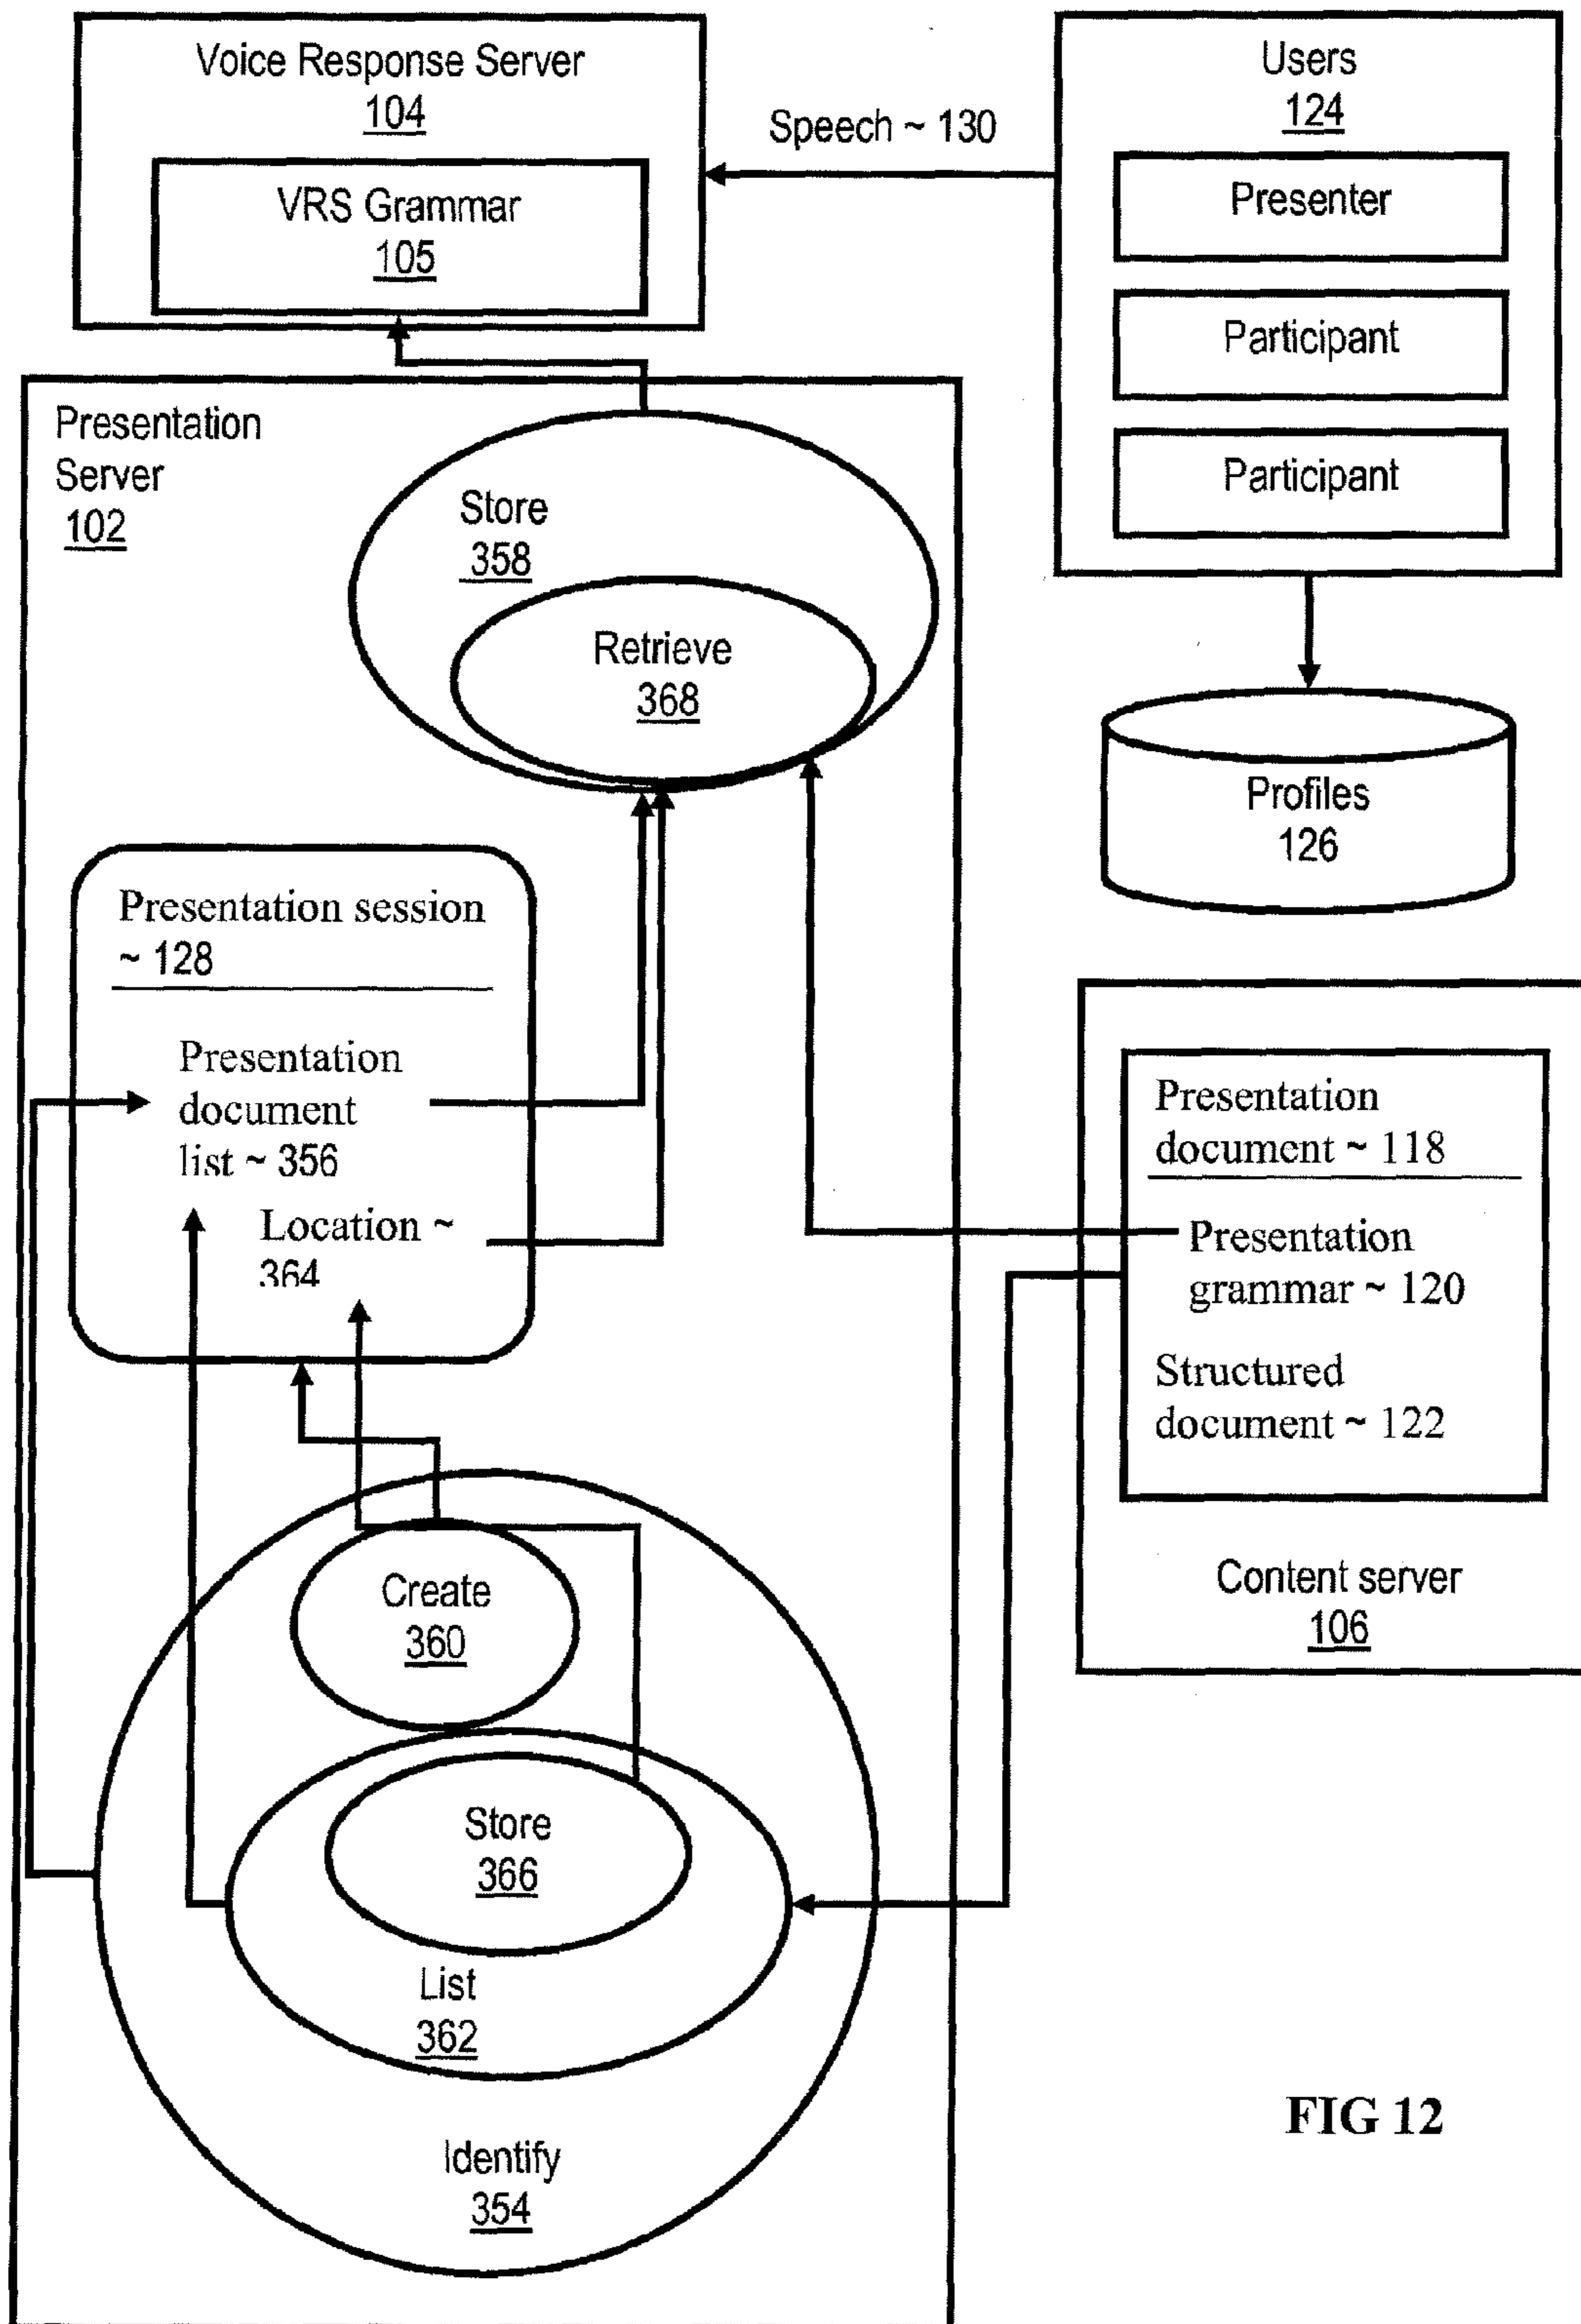 Voice Response Server
104
VRS Grammar
105
Speech ~ 130
Users
124
Presenter
Participant
Participant
Profiles
126
Presentation
Server
102
Store
358
Retrieve
368
Presentation session
~ 128
Presentation
document
list ~ 356
Location ~
364
Presentation
document ~ 118
Presentation
grammar ~ 120
Structured
document ~ 122
Content server
106
Create
360
Store
366
List
362
Identify
354
FIG 12